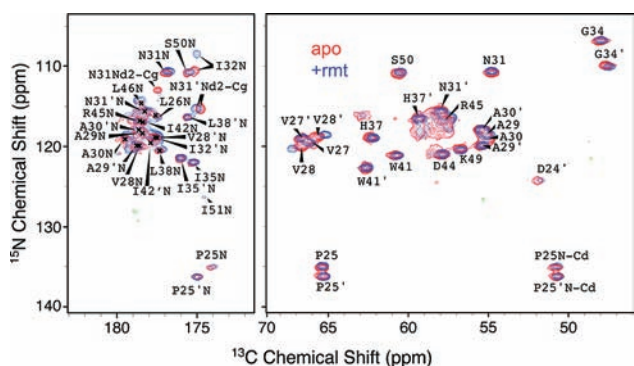 S50N
N31N
I32N
N31Nd2-Cg
N31'Nd2-Cg
L46N
N31'N
L26N
L38'N
R45N
A30'N
I42N
V28'N
A29N
I32'N
A30N
A29'N
L38N
V28N
I35N
I42'N
I35'N
I51N
P25N
P25'N
110
120
130
140
180
175
15N Chemical Shift (ppm)
apo
+rmt
G34
G34'
S50
N31
N31'
H37'
R45
V27'
V28'
H37
A30'
A29
V27
A30
V28
A29'
K49
W41
D44
W41'
D24'
P25
P25'
P25N-Cd
P25'N-Cd
70
65
60
55
50
13C Chemical Shift (ppm)